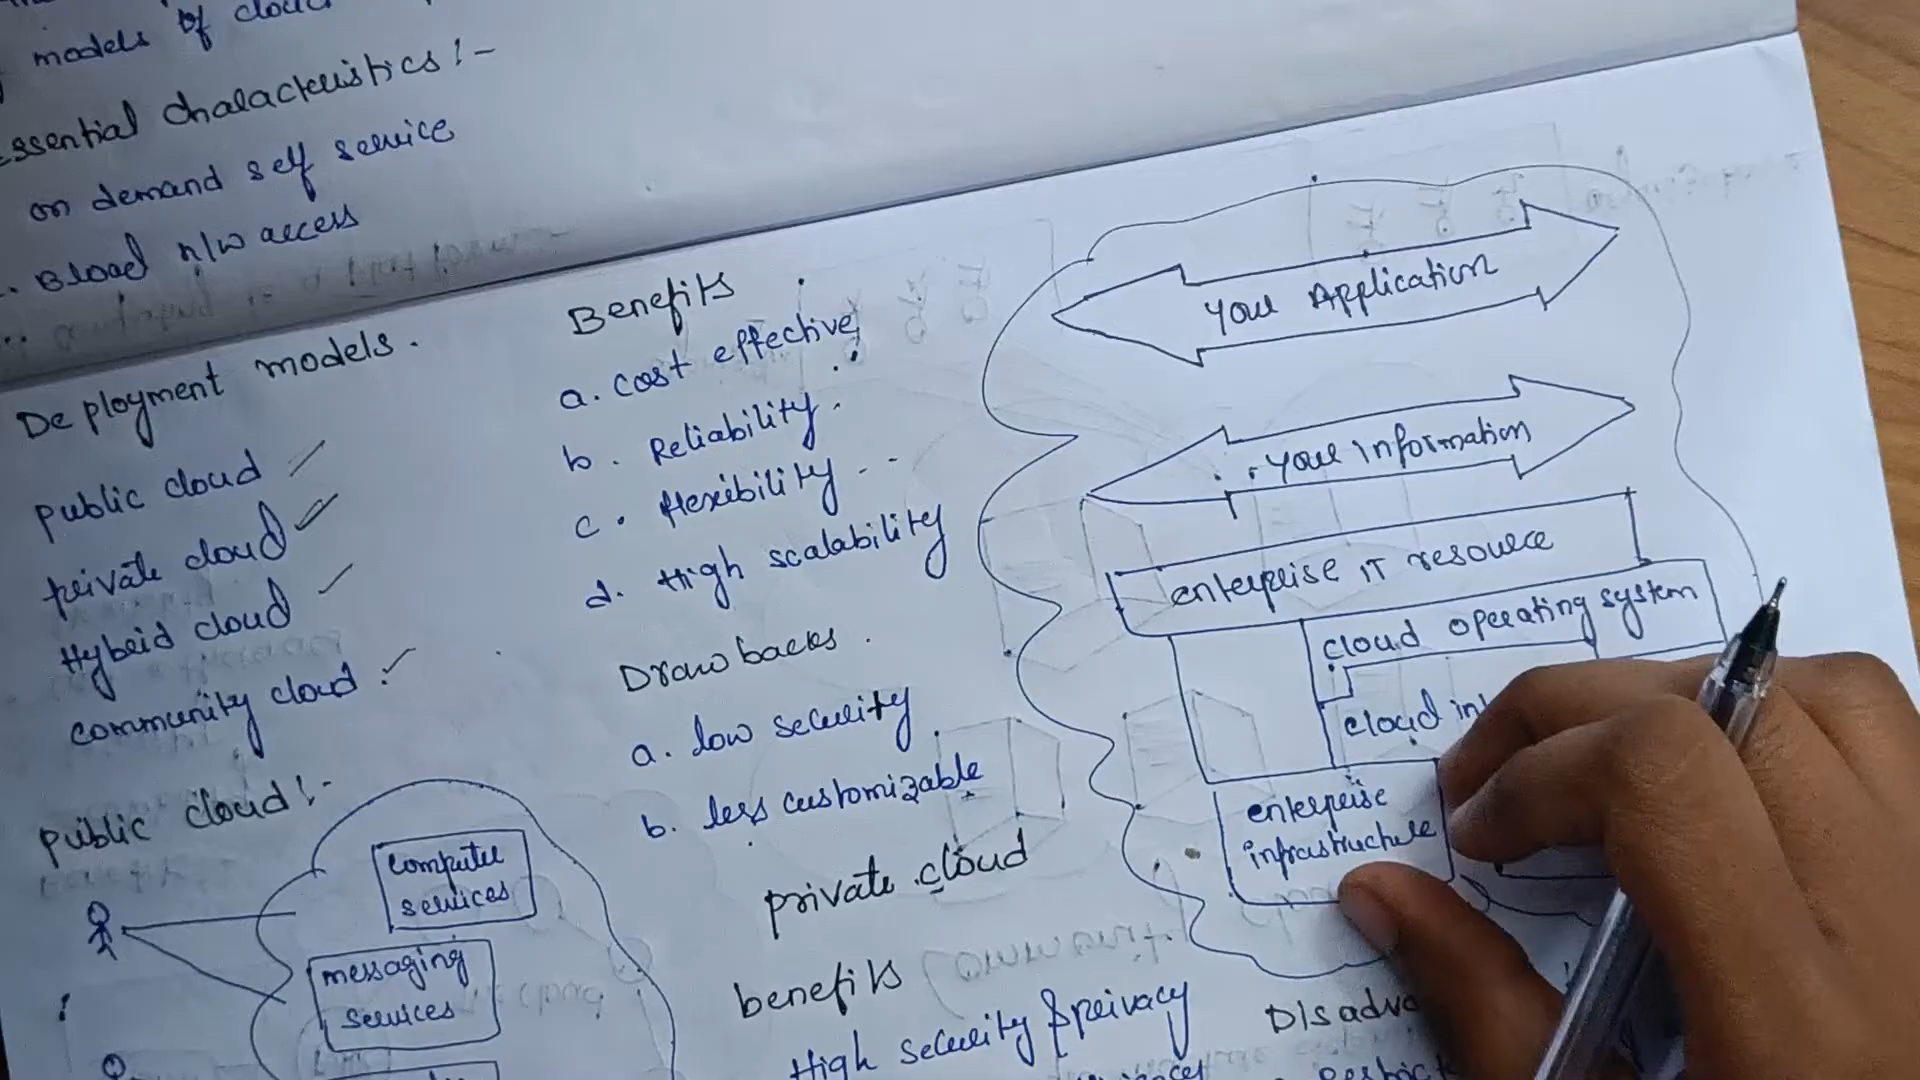 models of cloud
Essential characteristics :-
on demand self service
Broad n/w access
Deployment models.
public cloud
private cloud
Hybrid cloud
community cloud.
public cloud :-
computer
services
messaging
services
Benefits
a. cost effective
b. Reliability.
c. flexibility
d. High scalability
Drawbacks.
a. low security
b. less customizable
private cloud
benefits
High security & privacy
your Application
your information
enterprise IT resource
cloud operating system
cloud
enterprise
infrastructure